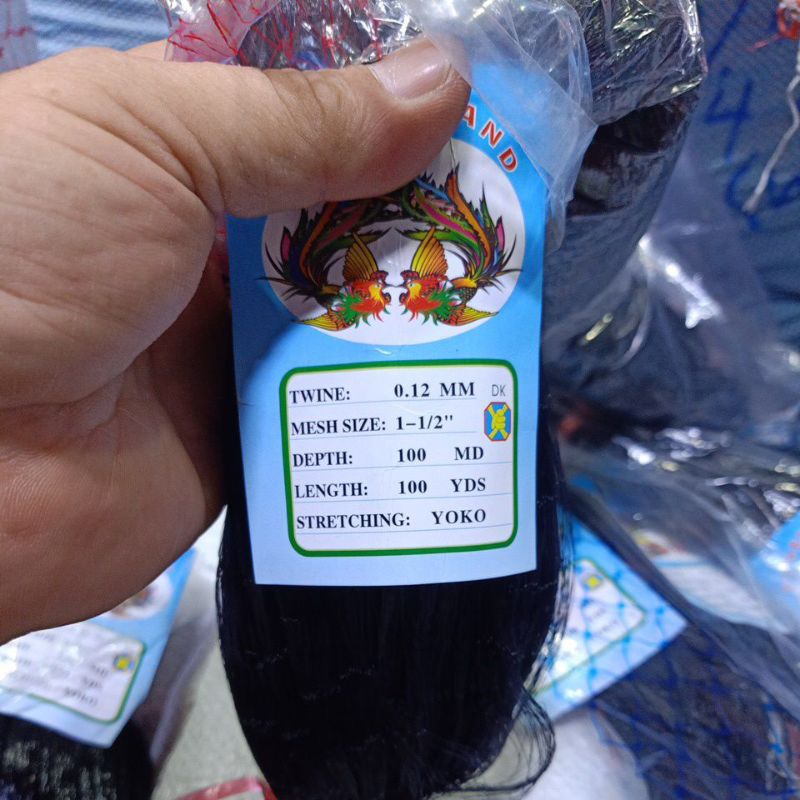 AND
TWINE: 0.12 MM DK
MESH SIZE: 1-1/2"
DEPTH: 100 MD
LENGTH: 100 YDS
STRETCHING: YOKO